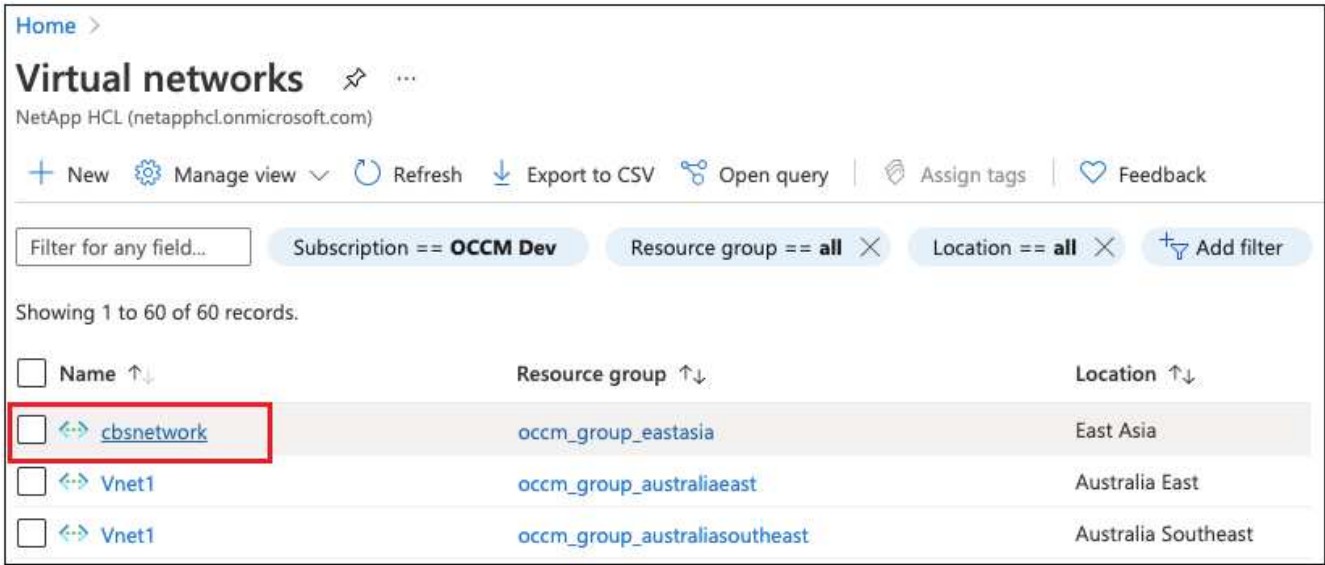 Home >
Virtual networks ...
NetApp HCL (netapphcl.onmicrosoft.com)
+ New Manage view Refresh Export to CSV Open query Assign tags Feedback
Filter for any field... Subscription == OCCM Dev Resource group == all Location == all Add filter
Showing 1 to 60 of 60 records.
Name ↑↓ Resource group ↑↓ Location ↑↓
cbsnetwork occm_group_eastasia East Asia
Vnet1 occm_group_australiaeast Australia East
Vnet1 occm_group_australiasoutheast Australia Southeast